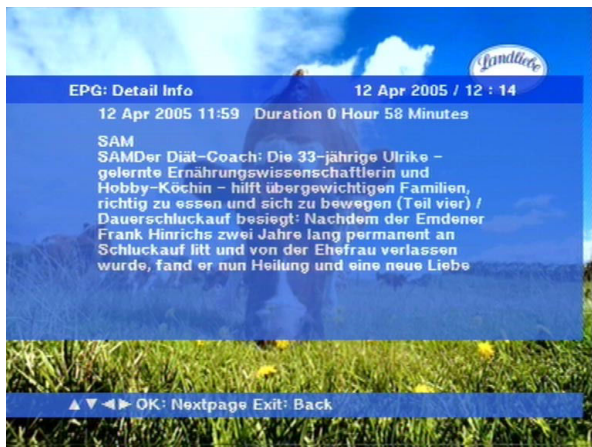 Landliebe
EPG: Detail Info 12 Apr 2005 / 12 : 14
12 Apr 2005 11:59 Duration 0 Hour 58 Minutes
SAM
SAMDer Diät-Coach: Die 33-jährige Ulrike -
gelernte Ernährungswissenschaftlerin und
Hobby-Köchin - hilft übergewichtigen Familien,
richtig zu essen und sich zu bewegen (Teil vier) /
Dauerschluckauf besiegt: Nachdem der Emdener
Frank Hinrichs zwei Jahre lang permanent an
Schluckauf litt und von der Ehefrau verlassen
wurde, fand er nun Heilung und eine neue Liebe
▲▼◄► OK: Nextpage Exit: Back